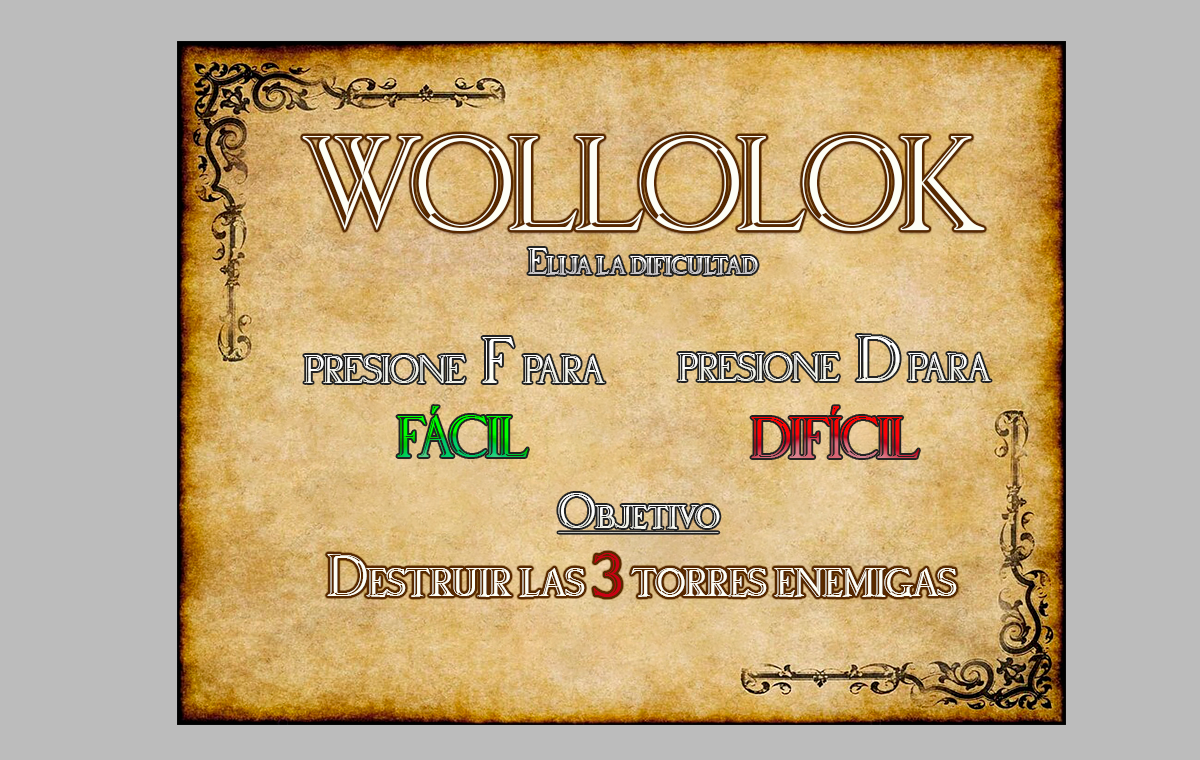 WOLLOLOK
Elija la dificultad
presione F para
FÁCIL
presione D para
DIFÍCIL
Objetivo
Destruir las 3 torres enemigas